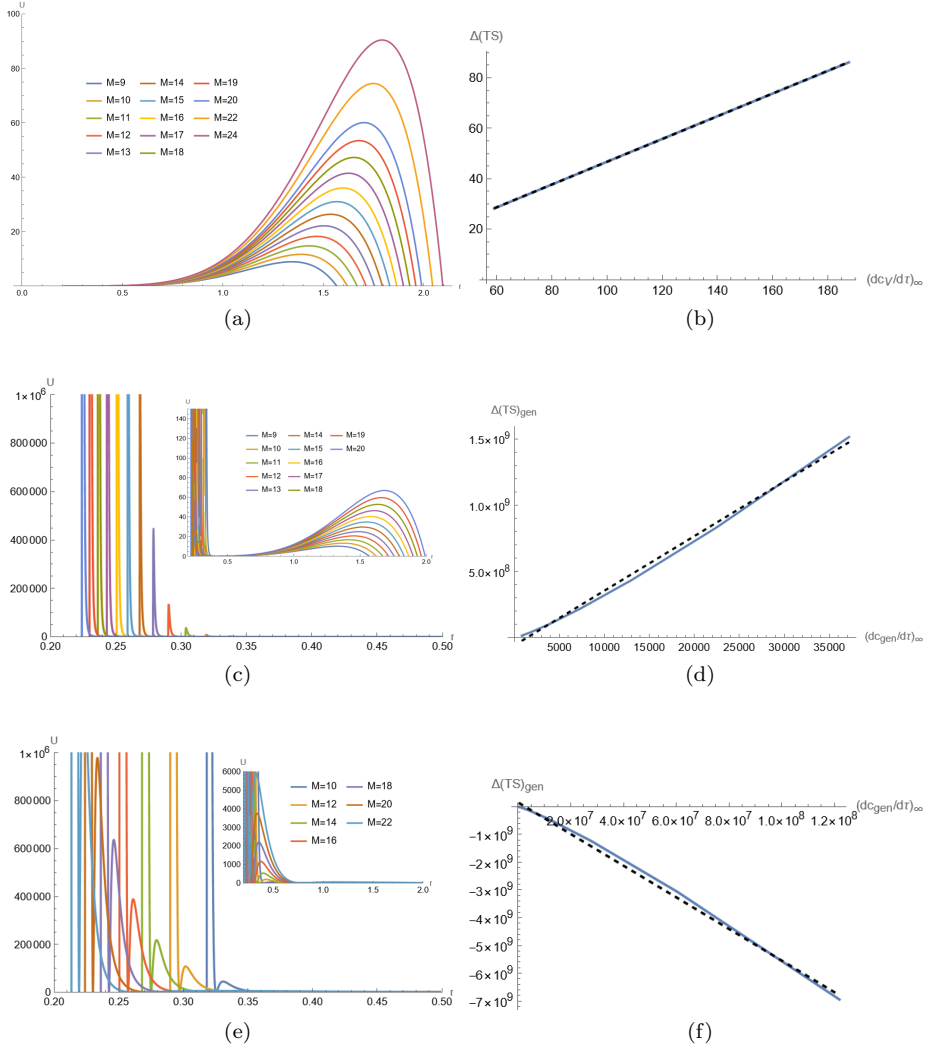 U
100
80
60
40
20
0.0 0.5 1.0 1.5 2.0 t
M=9 M=14 M=19
M=10 M=15 M=20
M=11 M=16 M=22
M=12 M=17 M=24
M=13 M=18
(a)
Δ(TS)
80
60
40
20
60 80 100 120 140 160 180 (dc_V/dτ)∞
(b)
U
1×10⁶
800000
600000
400000
200000
0
0.20 0.25 0.30 0.35 0.40 0.45 0.50 t
U
140
120
100
80
60
40
20
0
0.5 1.0 1.5 2.0 t
M=9 M=14 M=19
M=10 M=15 M=20
M=11 M=16
M=12 M=17
M=13 M=18
(c)
Δ(TS)gen
1.5×10⁹
1.0×10⁹
5.0×10⁸
5000 10000 15000 20000 25000 30000 35000 (dc_gen/dτ)∞
(d)
U
1×10⁶
800000
600000
400000
200000
0
0.20 0.25 0.30 0.35 0.40 0.45 0.50 t
U
6000
5000
4000
3000
2000
1000
0
0.5 1.0 1.5 2.0 t
M=10 M=18
M=12 M=20
M=14 M=22
M=16
(e)
Δ(TS)gen
(dc_gen/dτ)∞
2.0×10⁷ 4.0×10⁷ 6.0×10⁷ 8.0×10⁷ 1.0×10⁸ 1.2×10⁸
-1×10⁹
-2×10⁹
-3×10⁹
-4×10⁹
-5×10⁹
-6×10⁹
-7×10⁹
(f)